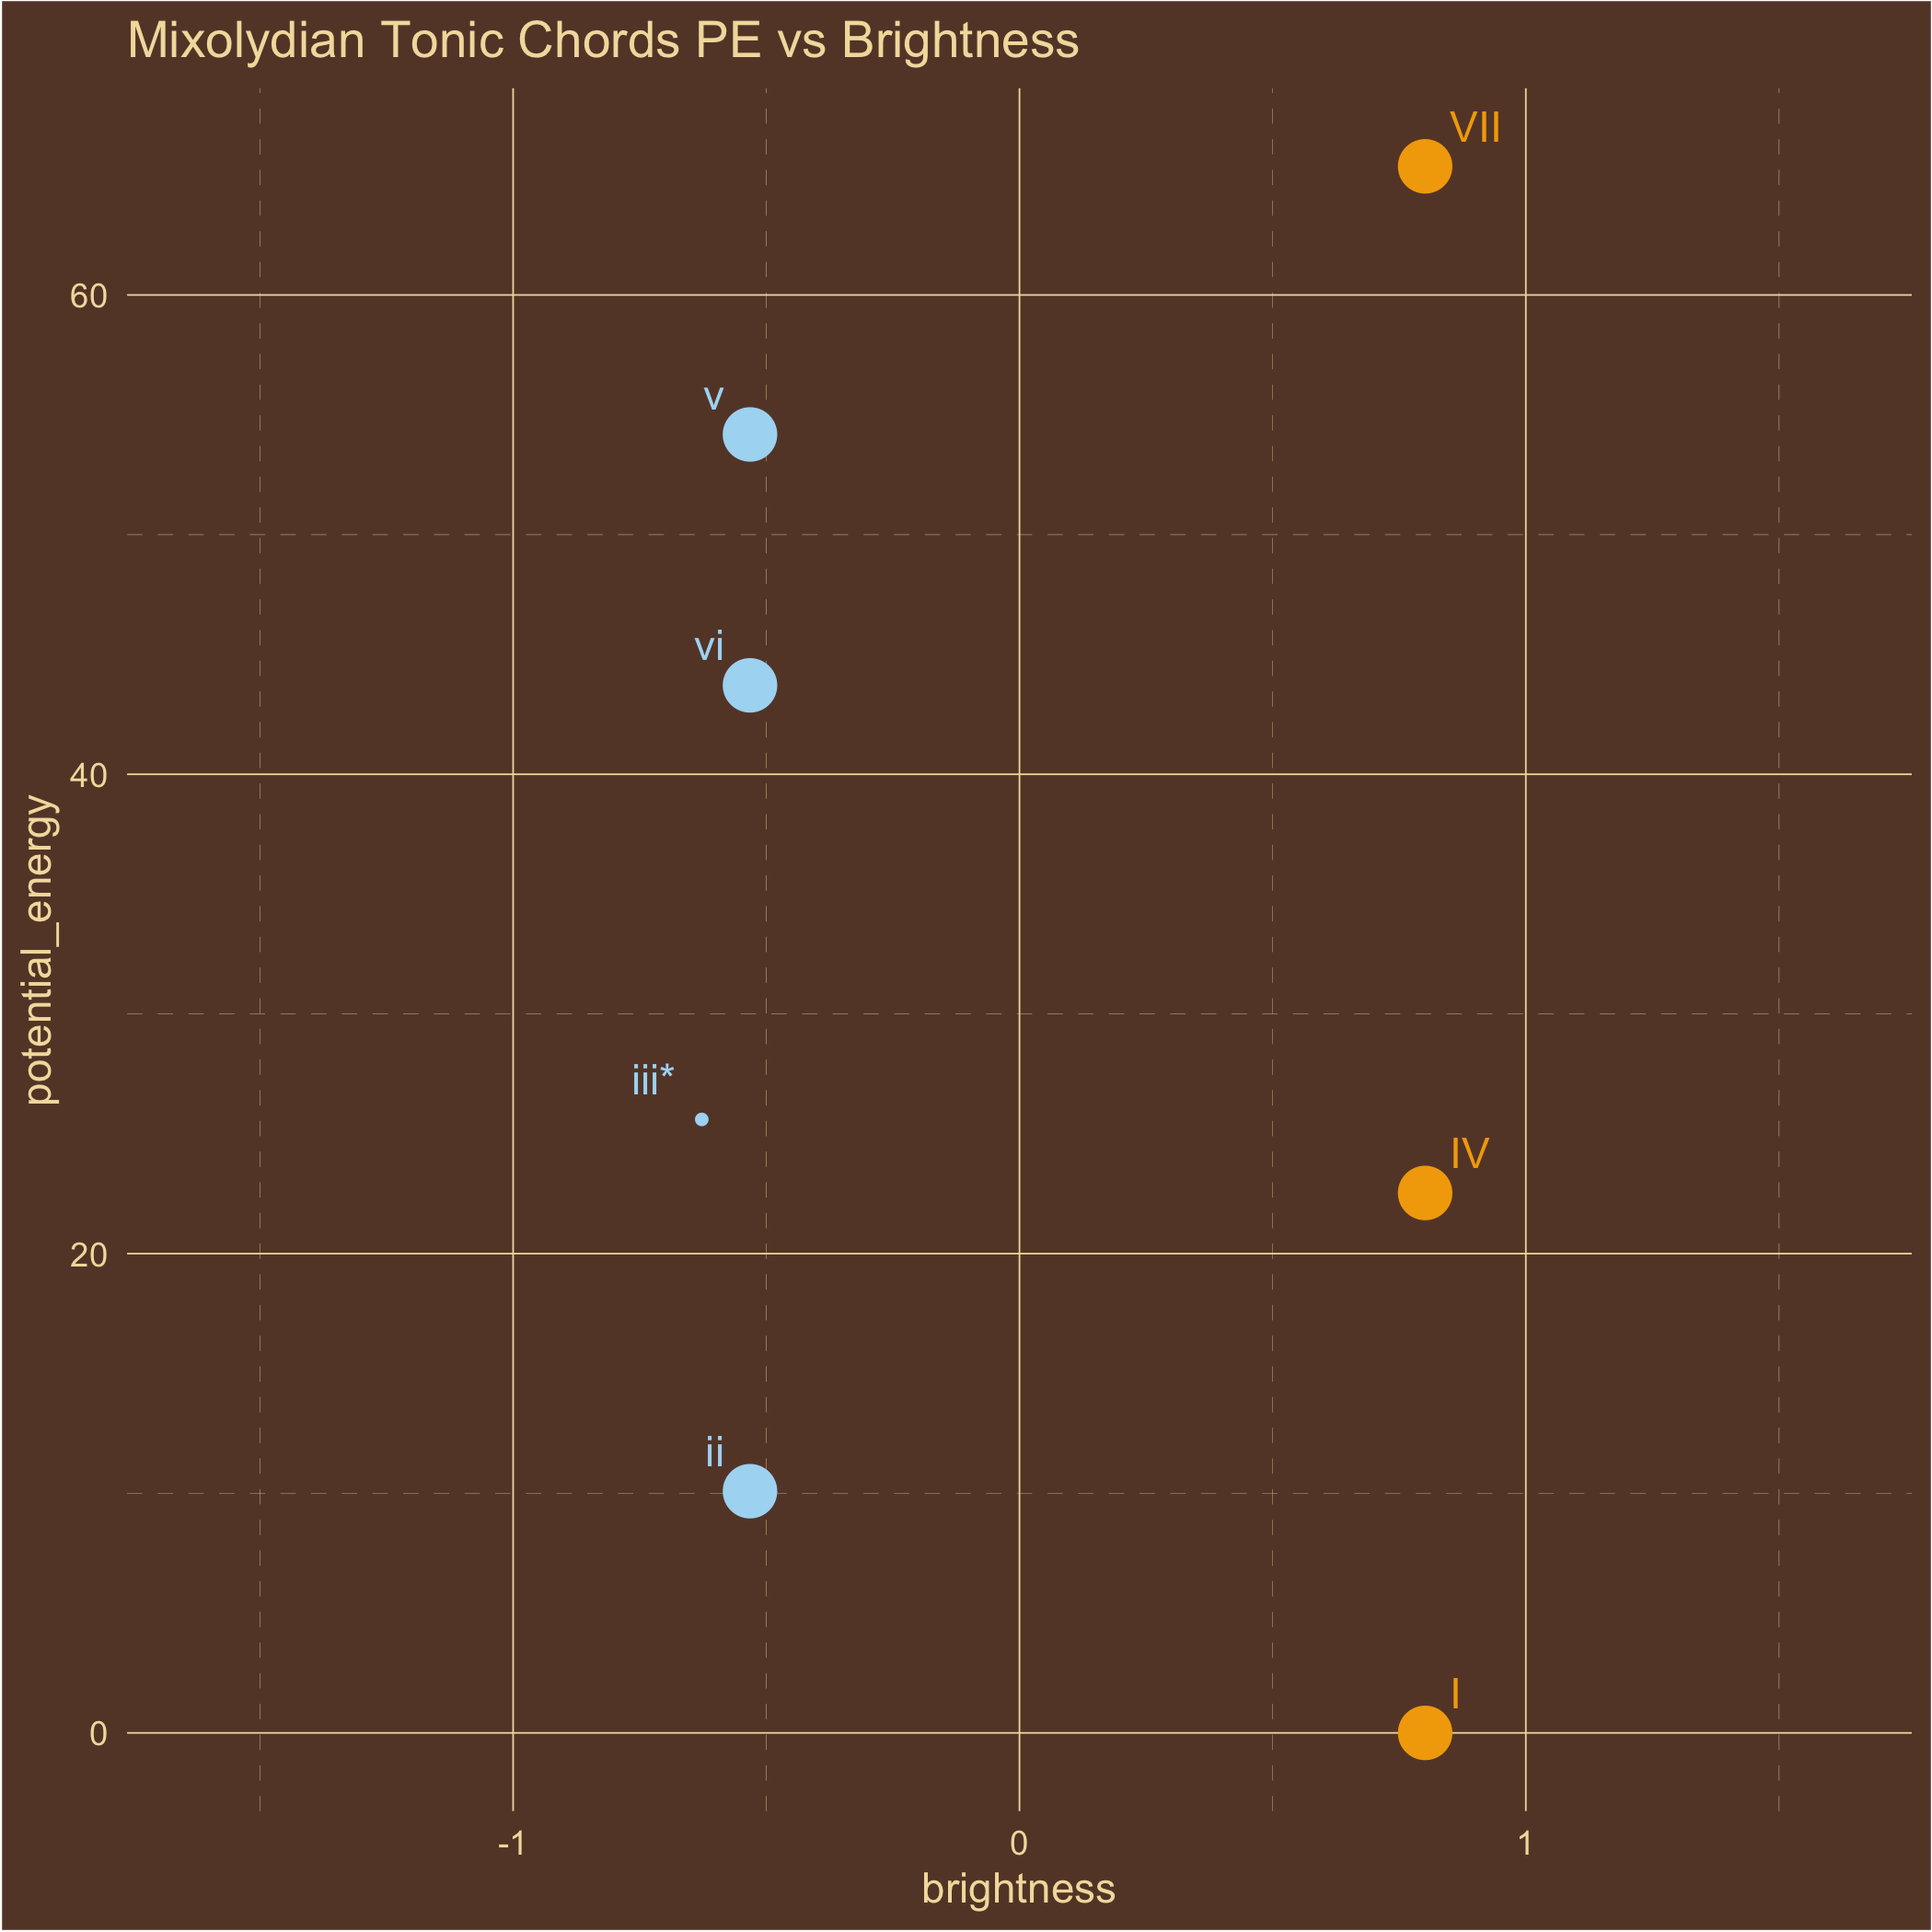 Mixolydian Tonic Chords PE vs Brightness
VII
60
v
vi
40
potential_energy
iii*
IV
20
ii
I
0
-1 0 1
brightness